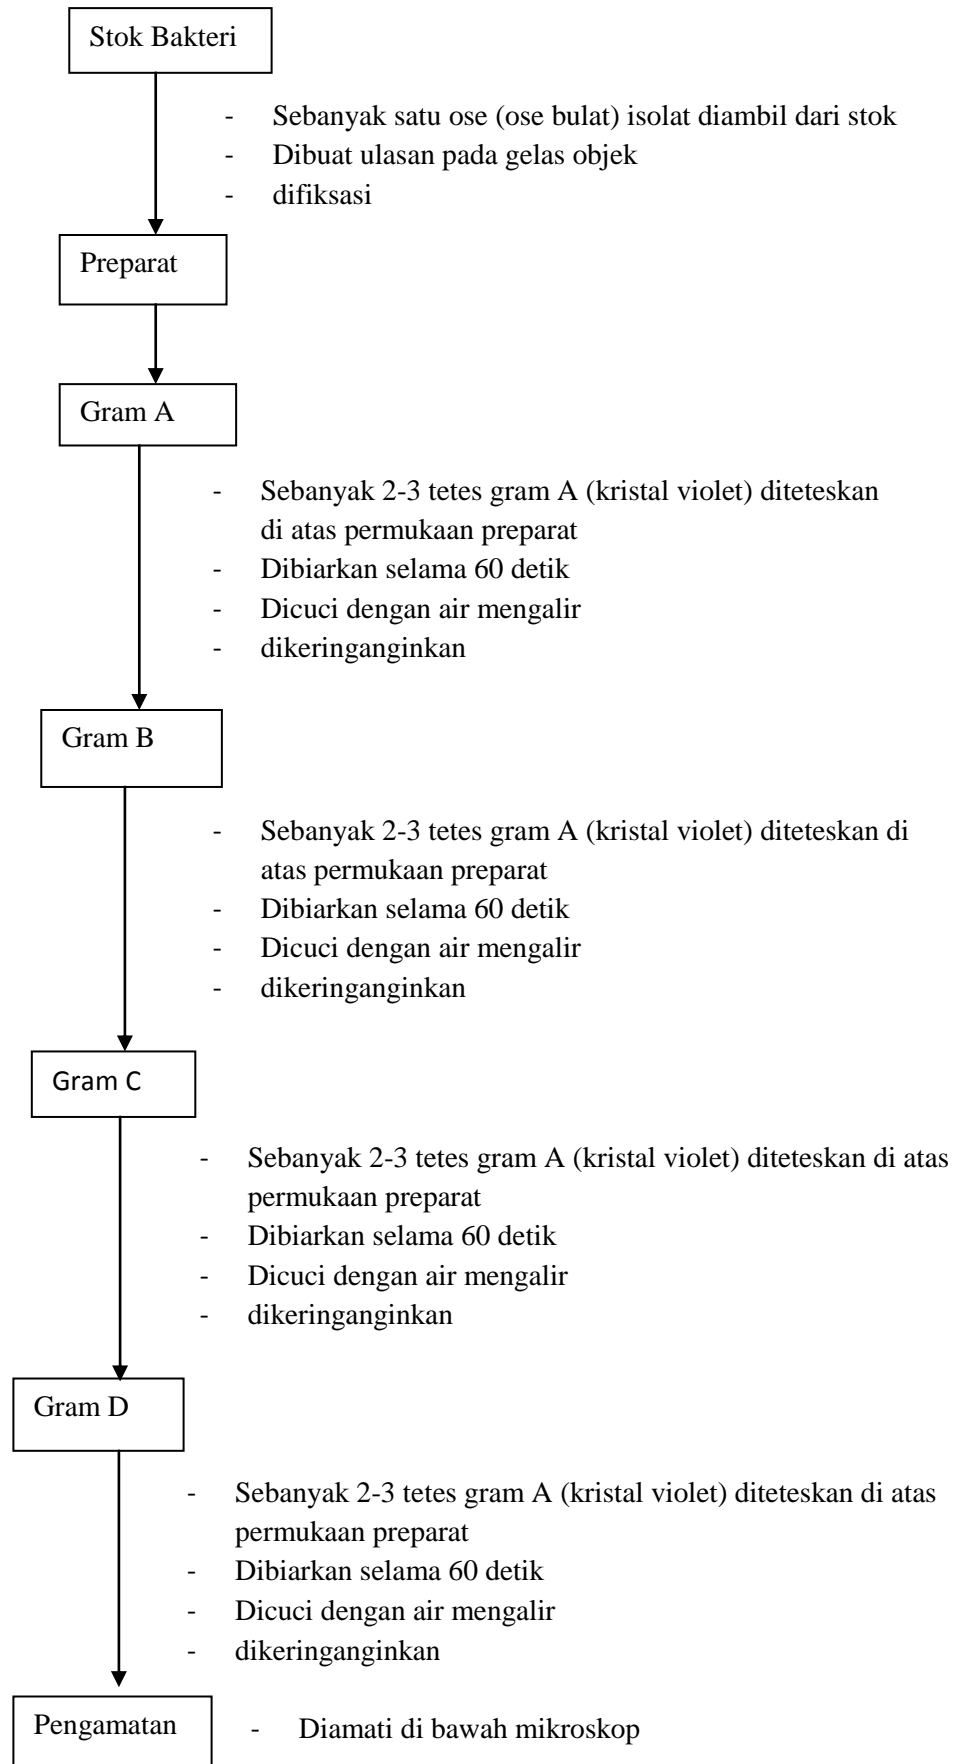 Stok Bakteri
- Sebanyak satu ose (ose bulat) isolat diambil dari stok
- Dibuat ulasan pada gelas objek
- difiksasi
Preparat
Gram A
- Sebanyak 2-3 tetes gram A (kristal violet) diteteskan
di atas permukaan preparat
- Dibiarkan selama 60 detik
- Dicuci dengan air mengalir
- dikeringanginkan
Gram B
- Sebanyak 2-3 tetes gram A (kristal violet) diteteskan di
atas permukaan preparat
- Dibiarkan selama 60 detik
- Dicuci dengan air mengalir
- dikeringanginkan
Gram C
- Sebanyak 2-3 tetes gram A (kristal violet) diteteskan di atas
permukaan preparat
- Dibiarkan selama 60 detik
- Dicuci dengan air mengalir
- dikeringanginkan
Gram D
- Sebanyak 2-3 tetes gram A (kristal violet) diteteskan di atas
permukaan preparat
- Dibiarkan selama 60 detik
- Dicuci dengan air mengalir
- dikeringanginkan
Pengamatan - Diamati di bawah mikroskop